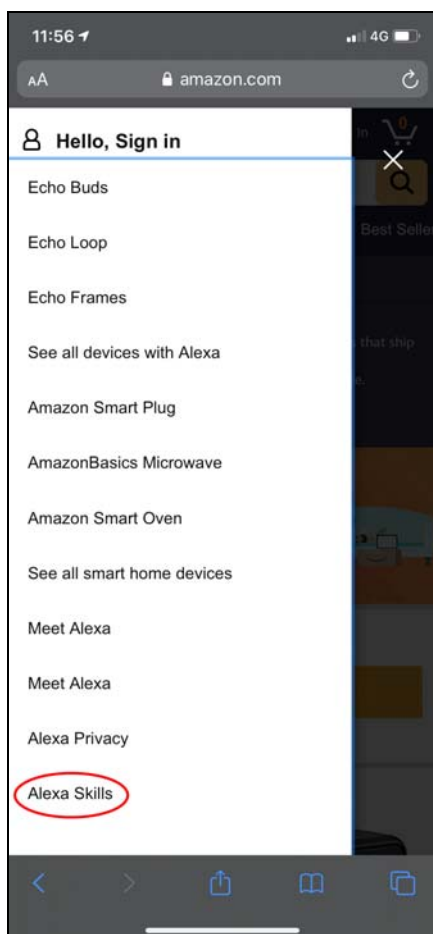 11:56
4G
AA
amazon.com
Hello, Sign in
In
0
Echo Buds
Best Selle
Echo Loop
Echo Frames
that ship
See all devices with Alexa
e.
Amazon Smart Plug
AmazonBasics Microwave
Amazon Smart Oven
See all smart home devices
Meet Alexa
Meet Alexa
Alexa Privacy
Alexa Skills